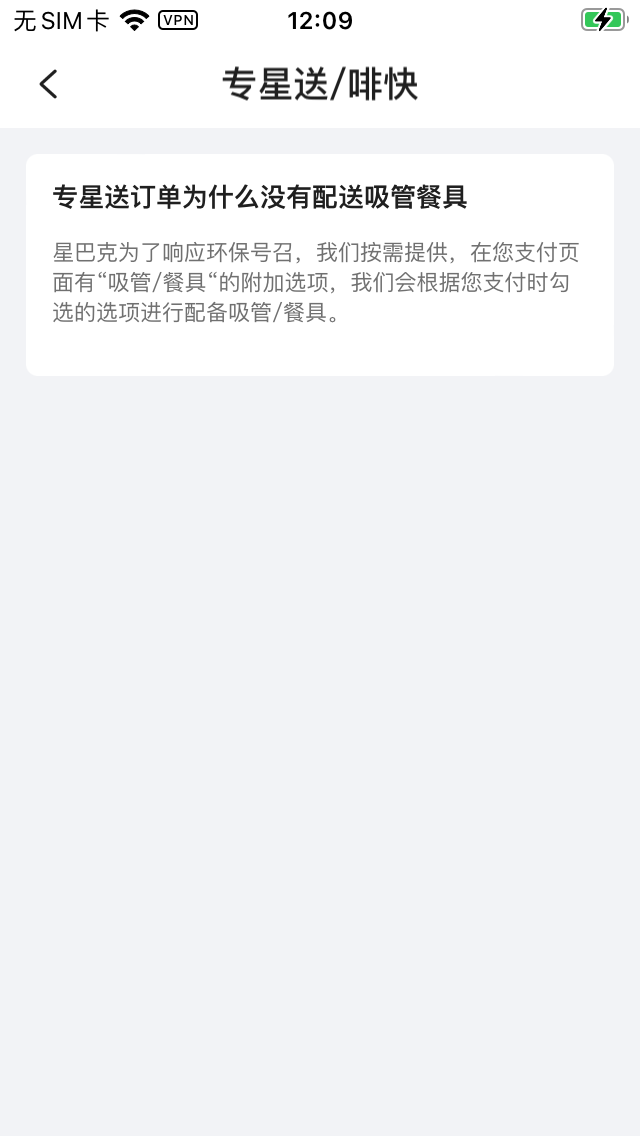 无SIM卡 VPN 12:09
专星送/啡快
专星送订单为什么没有配送吸管餐具
星巴克为了响应环保号召，我们按需提供，在您支付页
面有“吸管/餐具“的附加选项，我们会根据您支付时勾
选的选项进行配备吸管/餐具。